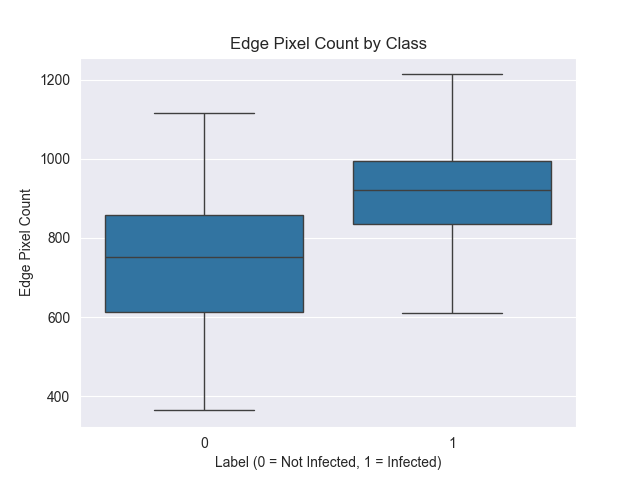 Edge Pixel Count by Class
Edge Pixel Count
1200
1000
800
600
400
0
1
Label (0 = Not Infected, 1 = Infected)